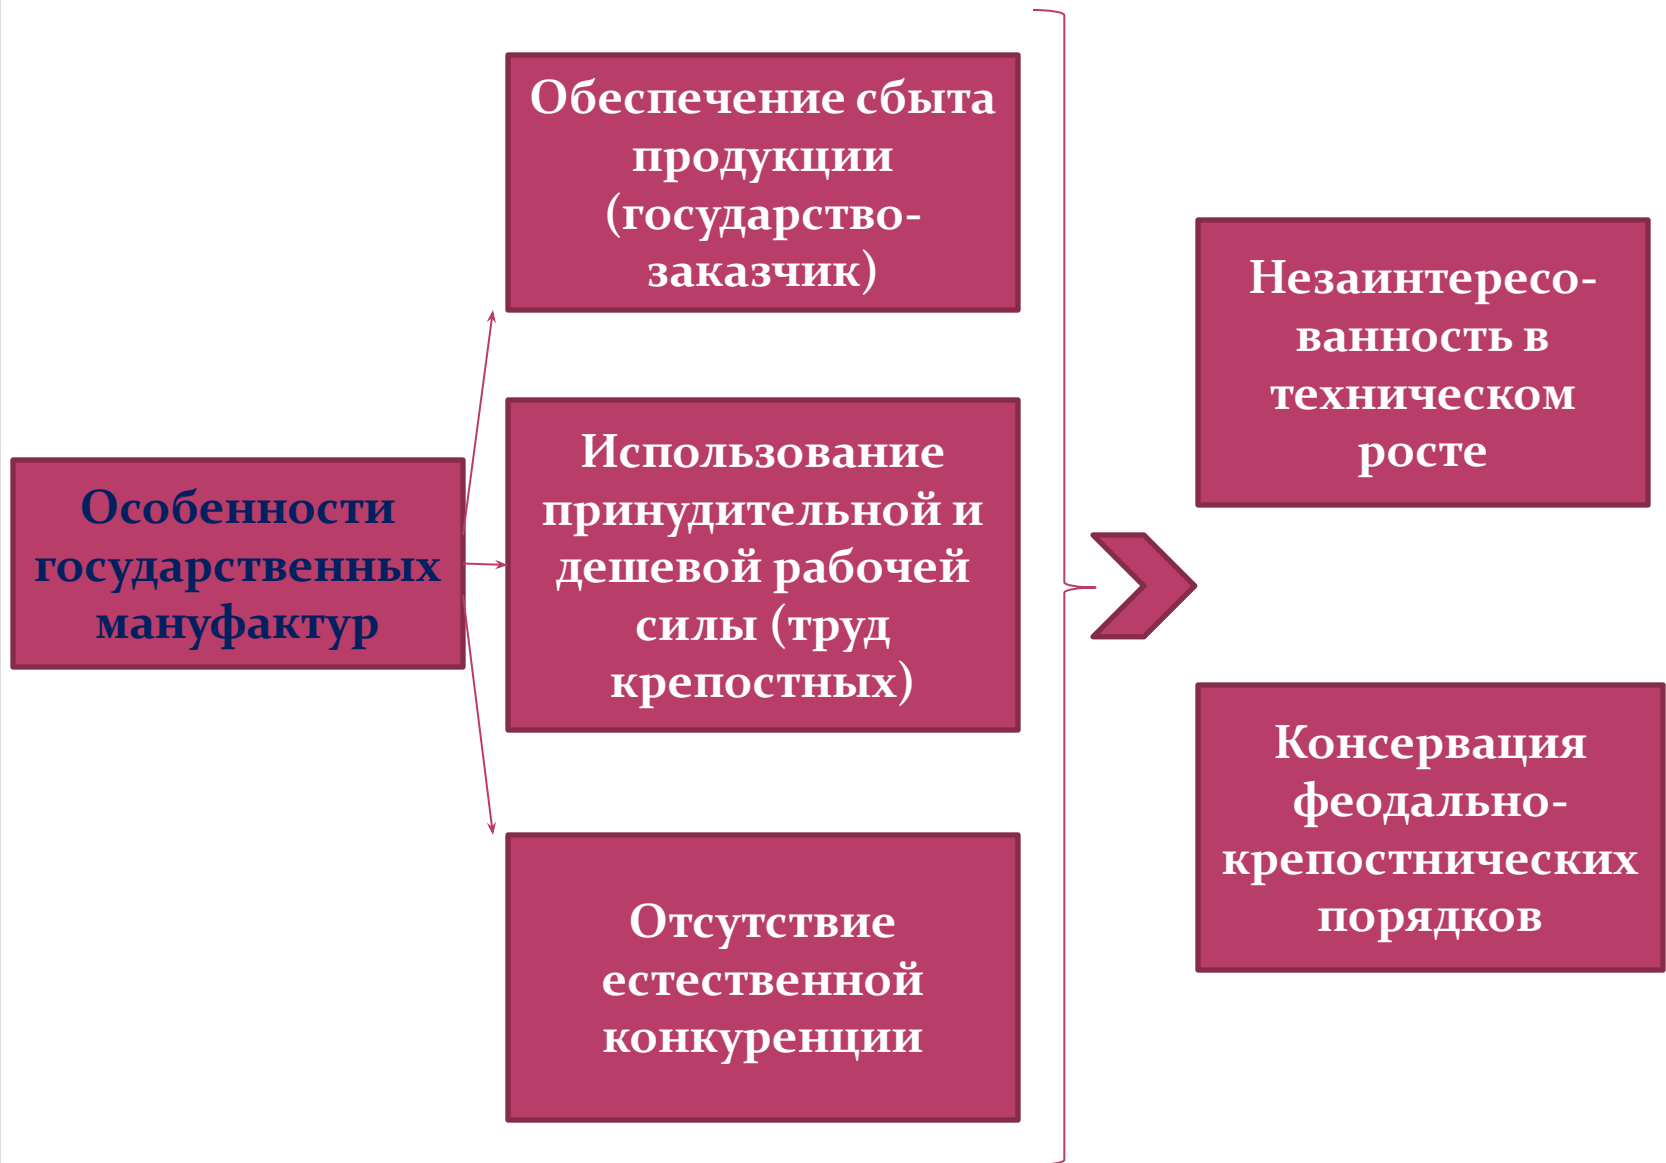 Особенности
государственных
мануфактур
Обеспечение сбыта
продукции
(государство-
заказчик)
Использование
принудительной и
дешевой рабочей
силы (труд
крепостных)
Отсутствие
естественной
конкуренции
Незаинтересо-
ванность в
техническом
росте
Консервация
феодально-
крепостнических
порядков